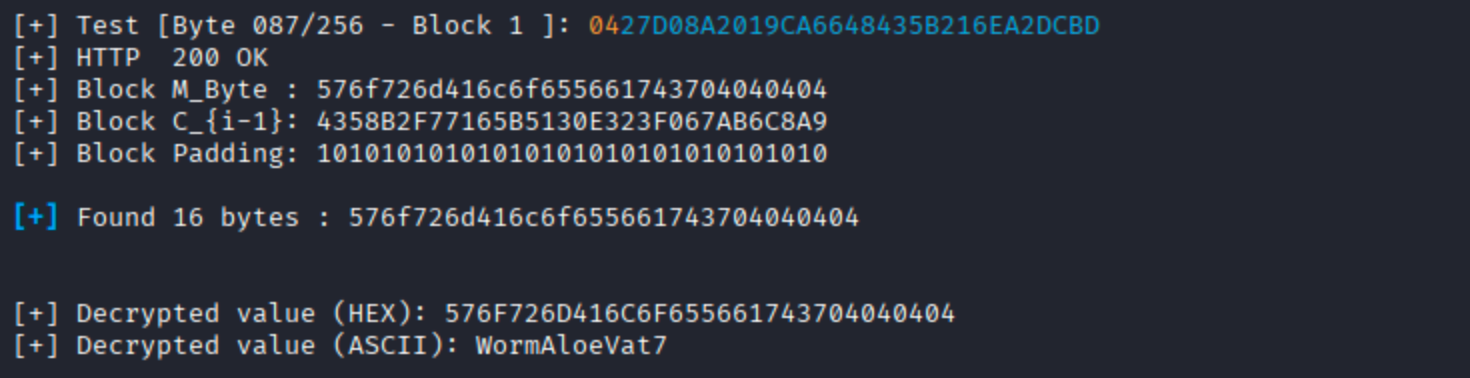 [+] Test [Byte 087/256 - Block 1 ]: 0427D08A2019CA6648435B216EA2DCBD
[+] HTTP  200 OK
[+] Block M_Byte : 576f726d416c6f65566174370404040404
[+] Block C_{i-1}: 4358B2F77165B5130E323F067AB6C8A9
[+] Block Padding: 10101010101010101010101010101010
[+] Found 16 bytes : 576f726d416c6f655661743704040404
[+] Decrypted value (HEX): 576F726D416C6F655661743704040404
[+] Decrypted value (ASCII): WormAloeVat7